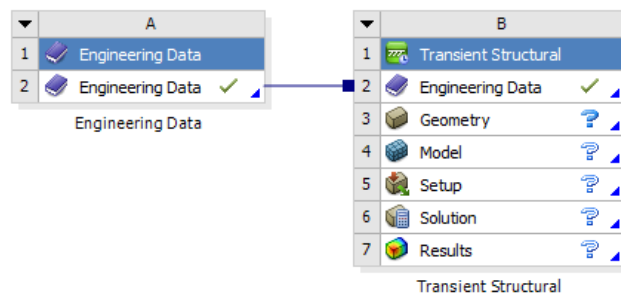 A
1 Engineering Data
2 Engineering Data
Engineering Data
B
1 Transient Structural
2 Engineering Data
3 Geometry
4 Model
5 Setup
6 Solution
7 Results
Transient Structural